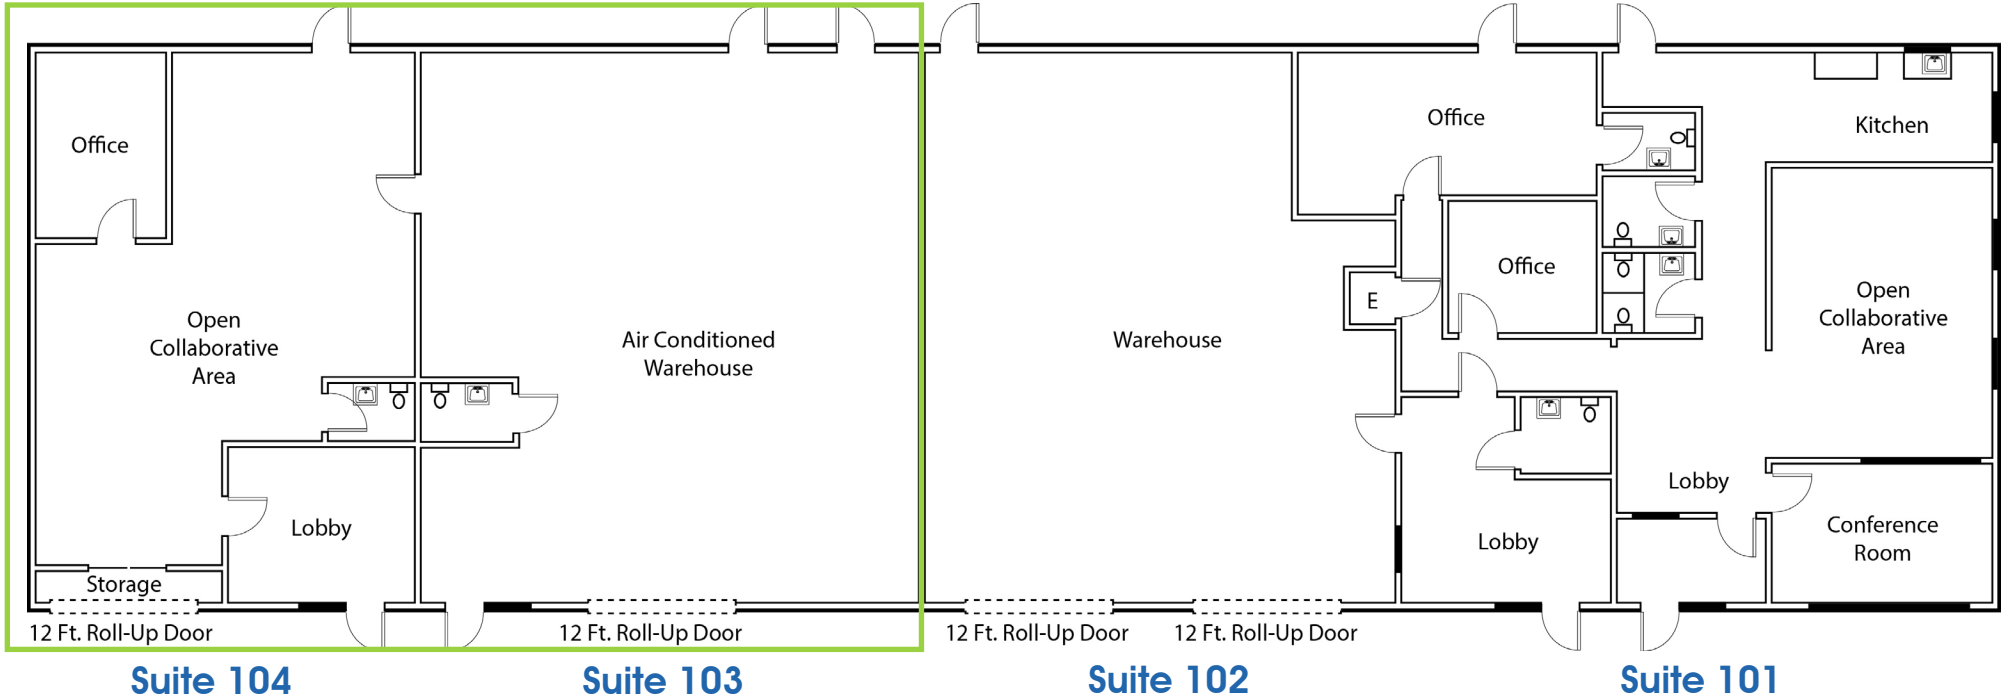 Office
Open
Collaborative
Area
Lobby
Storage
12 Ft. Roll-Up Door
Suite 104
Air Conditioned
Warehouse
12 Ft. Roll-Up Door
Suite 103
Warehouse
Office
Office
E
Lobby
12 Ft. Roll-Up Door
12 Ft. Roll-Up Door
Suite 102
Kitchen
Open
Collaborative
Area
Lobby
Conference
Room
Suite 101